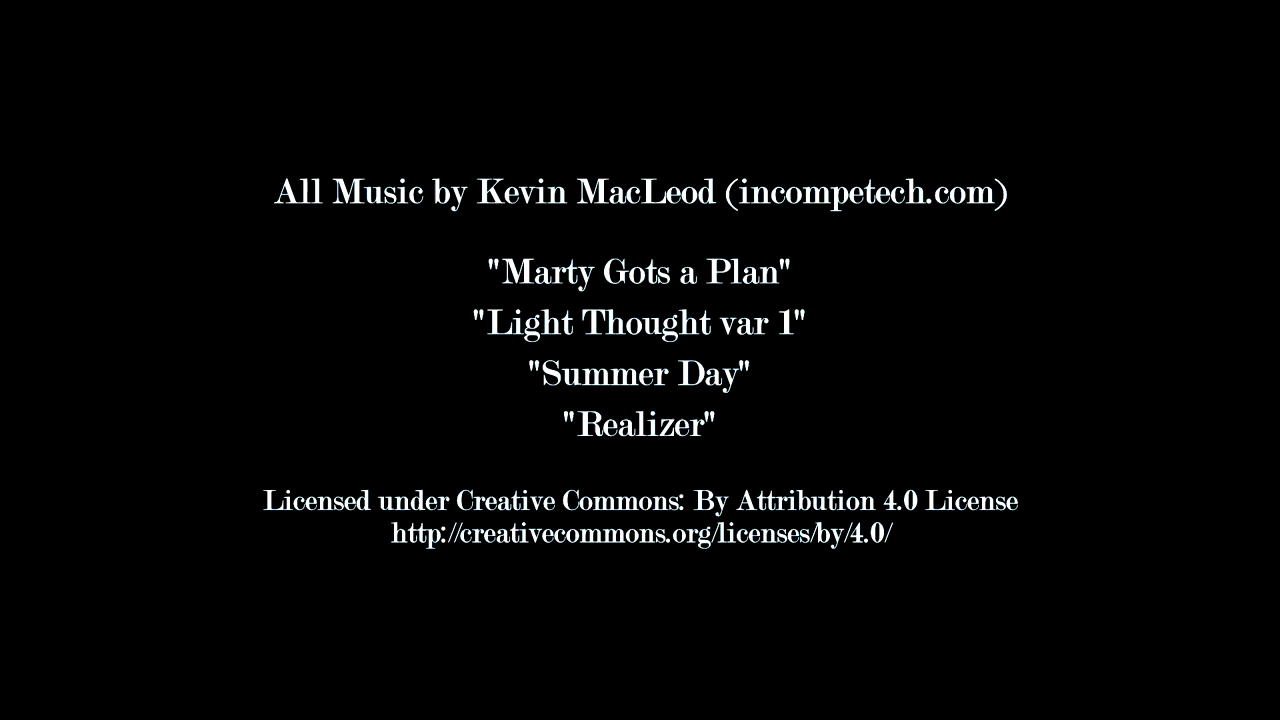 All Music by Kevin MacLeod (incompetech.com)
"Marty Gots a Plan"
"Light Thought var 1"
"Summer Day"
"Realizer"
Licensed under Creative Commons: By Attribution 4.0 License
http://creativecommons.org/licenses/by/4.0/